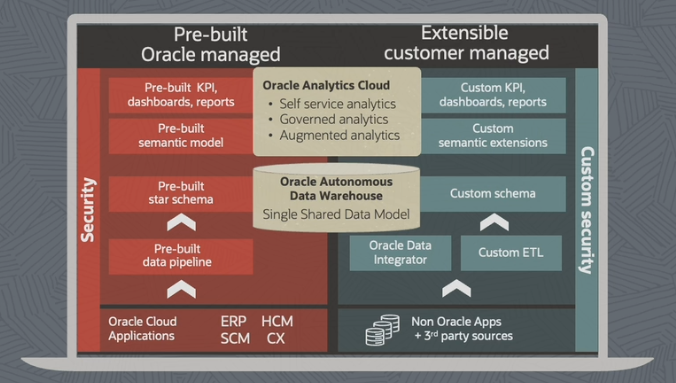 Pre-built
Oracle managed
Extensible
customer managed
Security
Pre-built KPI,
dashboards, reports
Pre-built
semantic model
Pre-built
star schema
Pre-built
data pipeline
Oracle Cloud
Applications
ERP HCM
SCM CX
Oracle Analytics Cloud
• Self service analytics
• Governed analytics
• Augmented analytics
Oracle Autonomous
Data Warehouse
Single Shared Data Model
Custom KPI,
dashboards, reports
Custom
semantic extensions
Custom schema
Oracle Data
Integrator
Custom ETL
Non Oracle Apps
+ 3rd party sources
Custom security